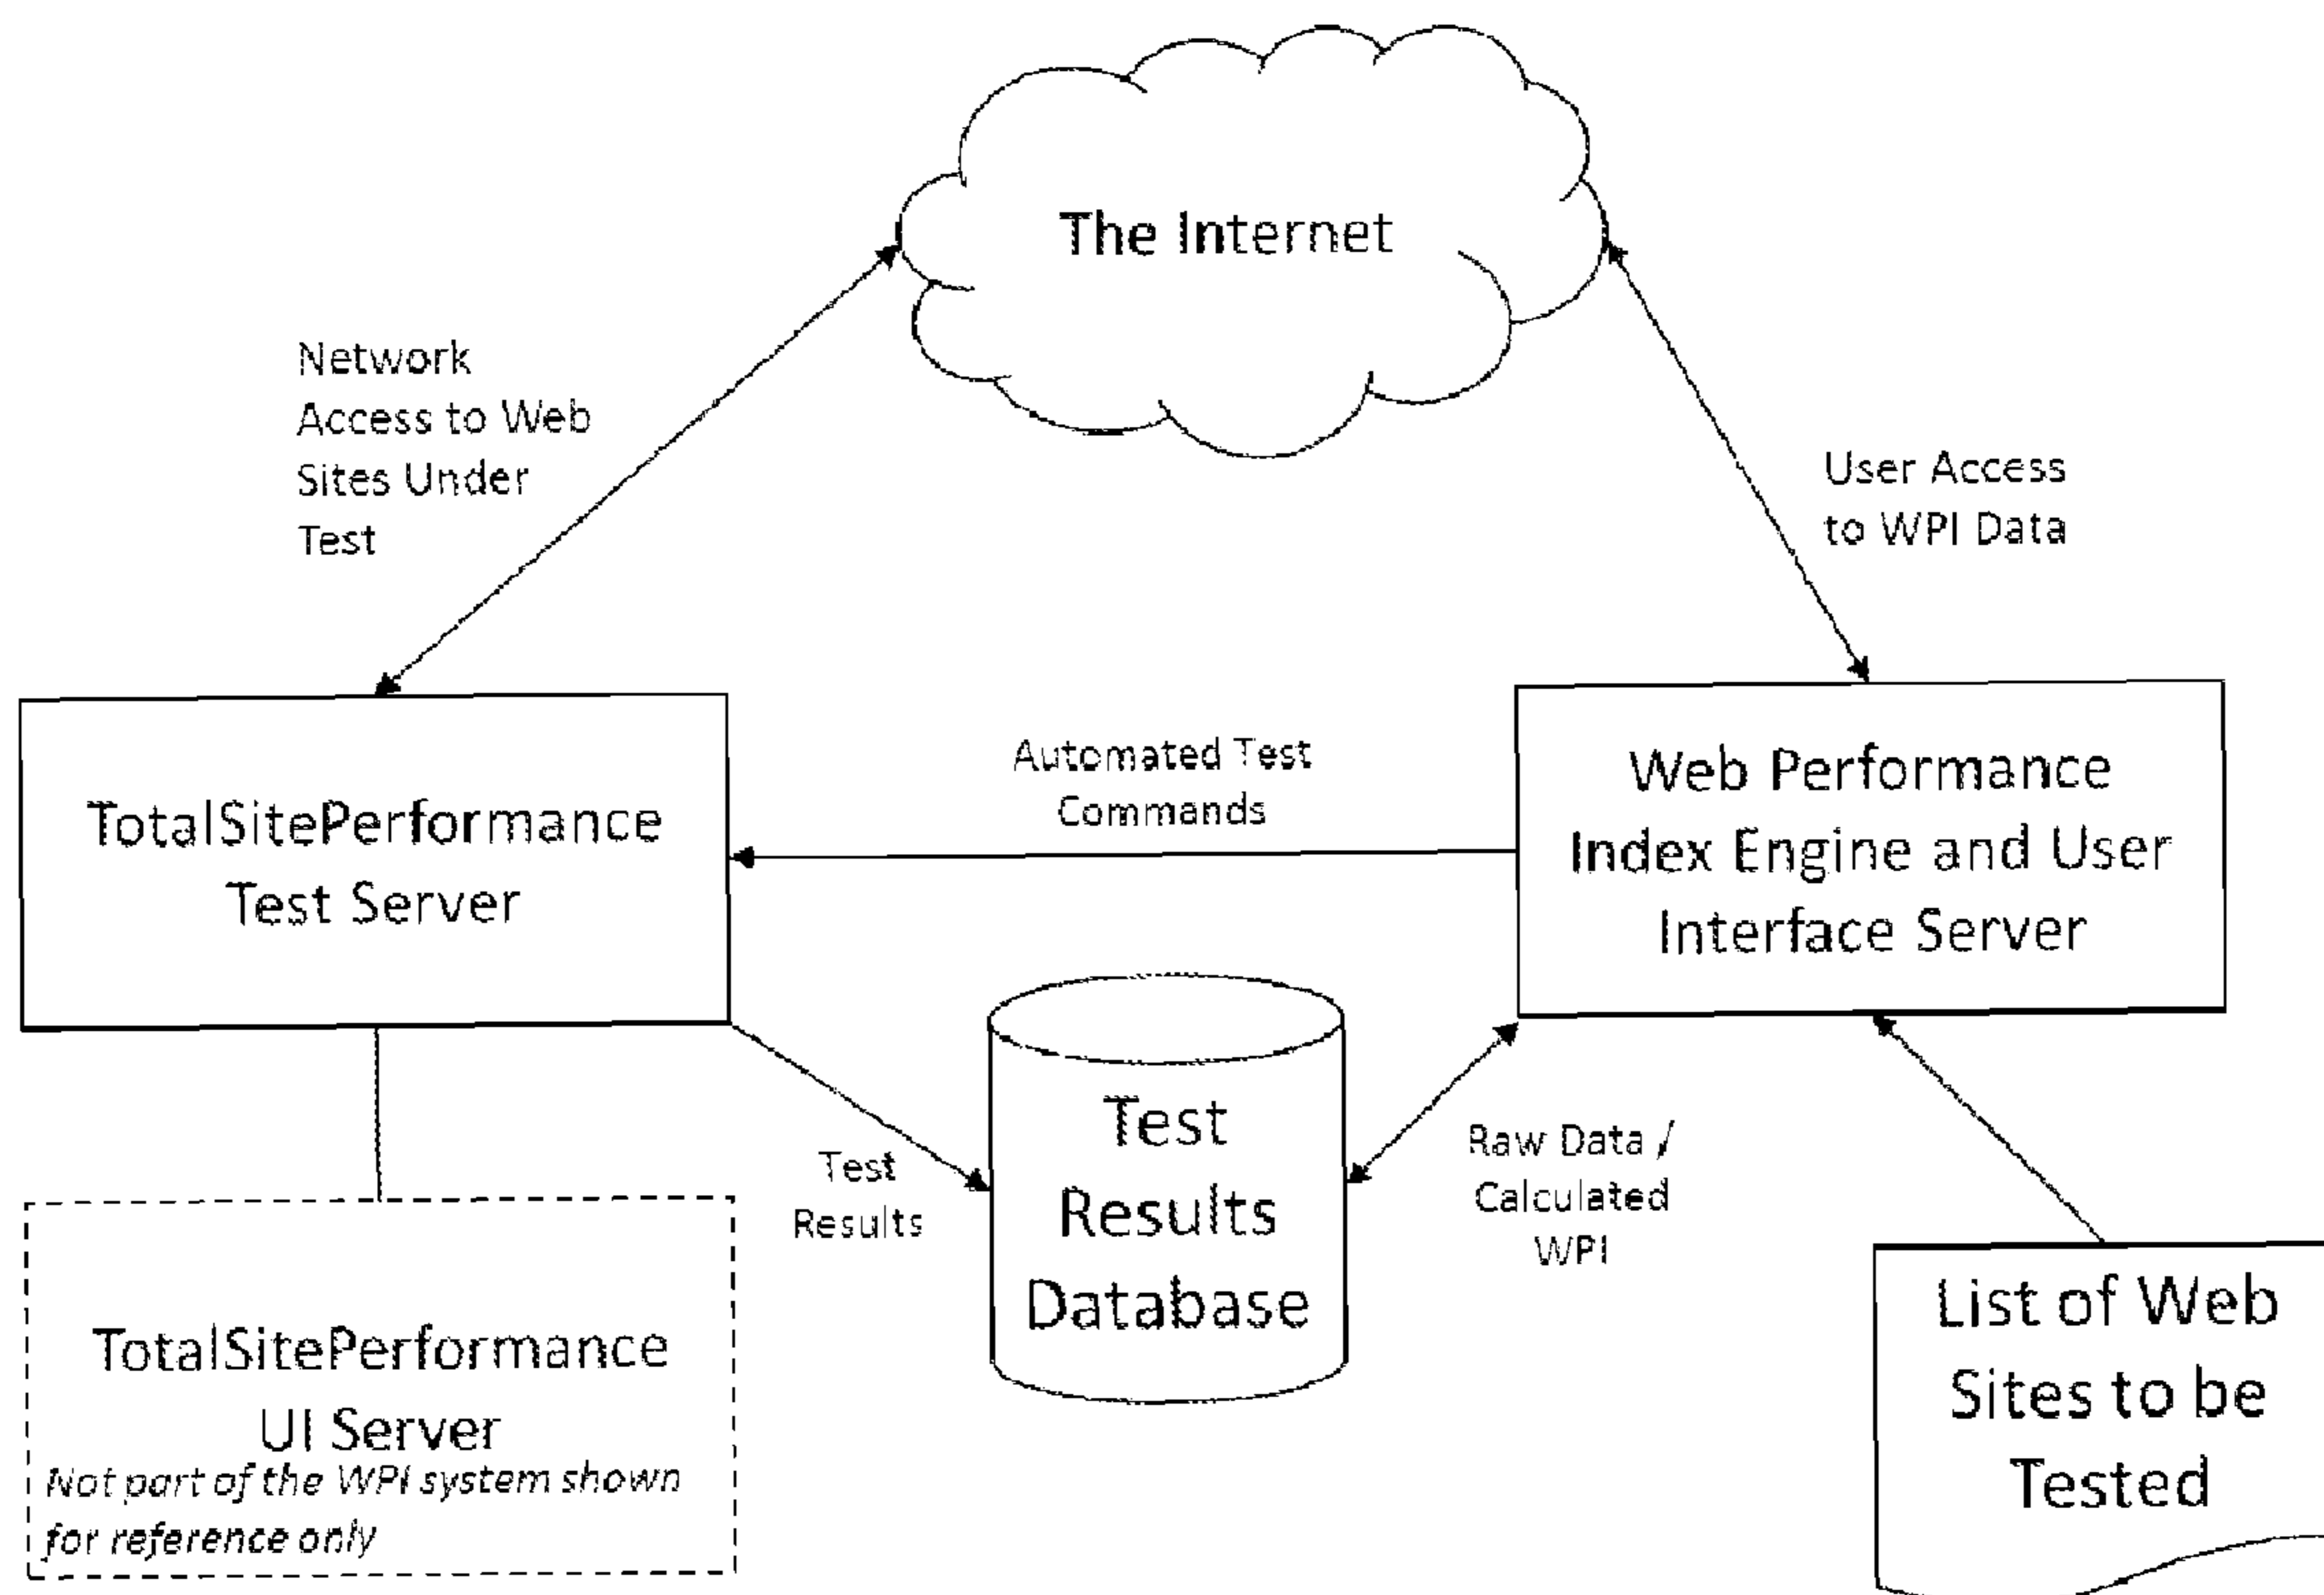 The Internet
Network
Access to Web
Sites Under
Test
User Access
to WPI Data
TotalSitePerformance
Test Server
Automated Test
Commands
Web Performance
Index Engine and User
Interface Server
Test
Results
Test
Results
Database
Raw Data /
Calculated
WPI
TotalSitePerformance
UI Server
Not part of the WPI system shown
for reference only
List of Web
Sites to be
Tested